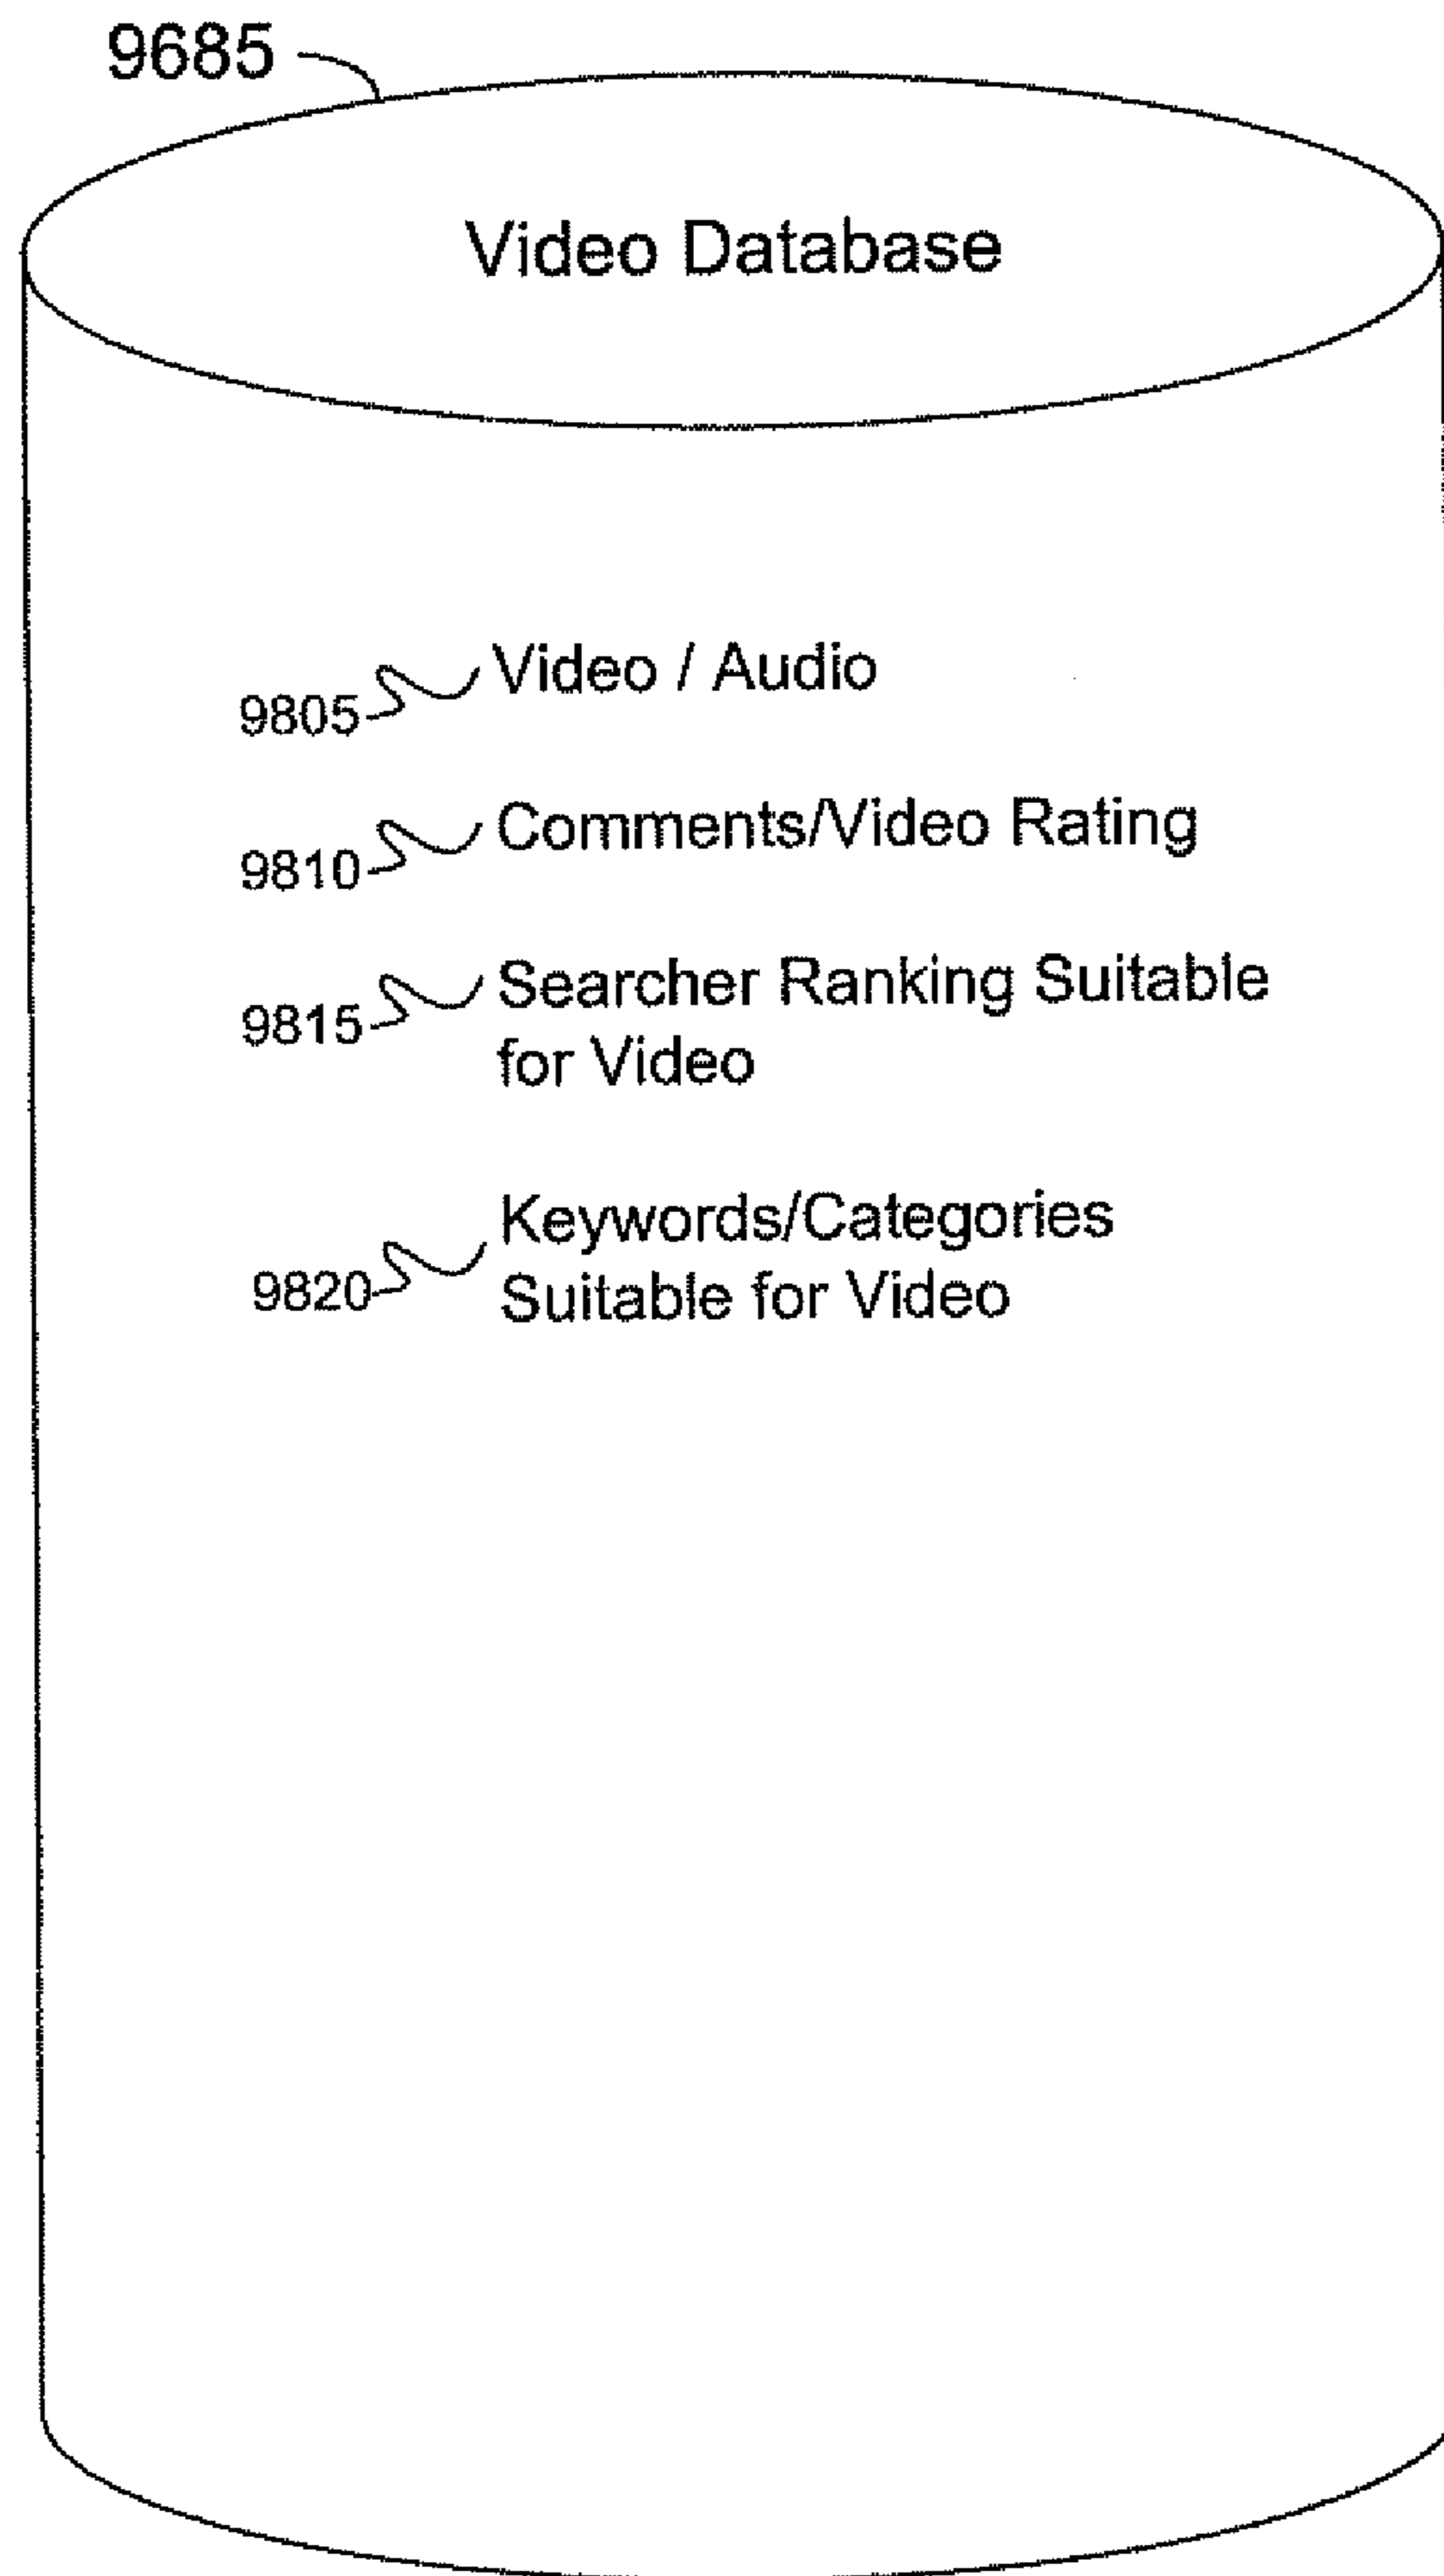 9685
Video Database
Video / Audio
9805
Comments/Video Rating
9810
Searcher Ranking Suitable
9815
for Video
Keywords/Categories
9820
Suitable for Video